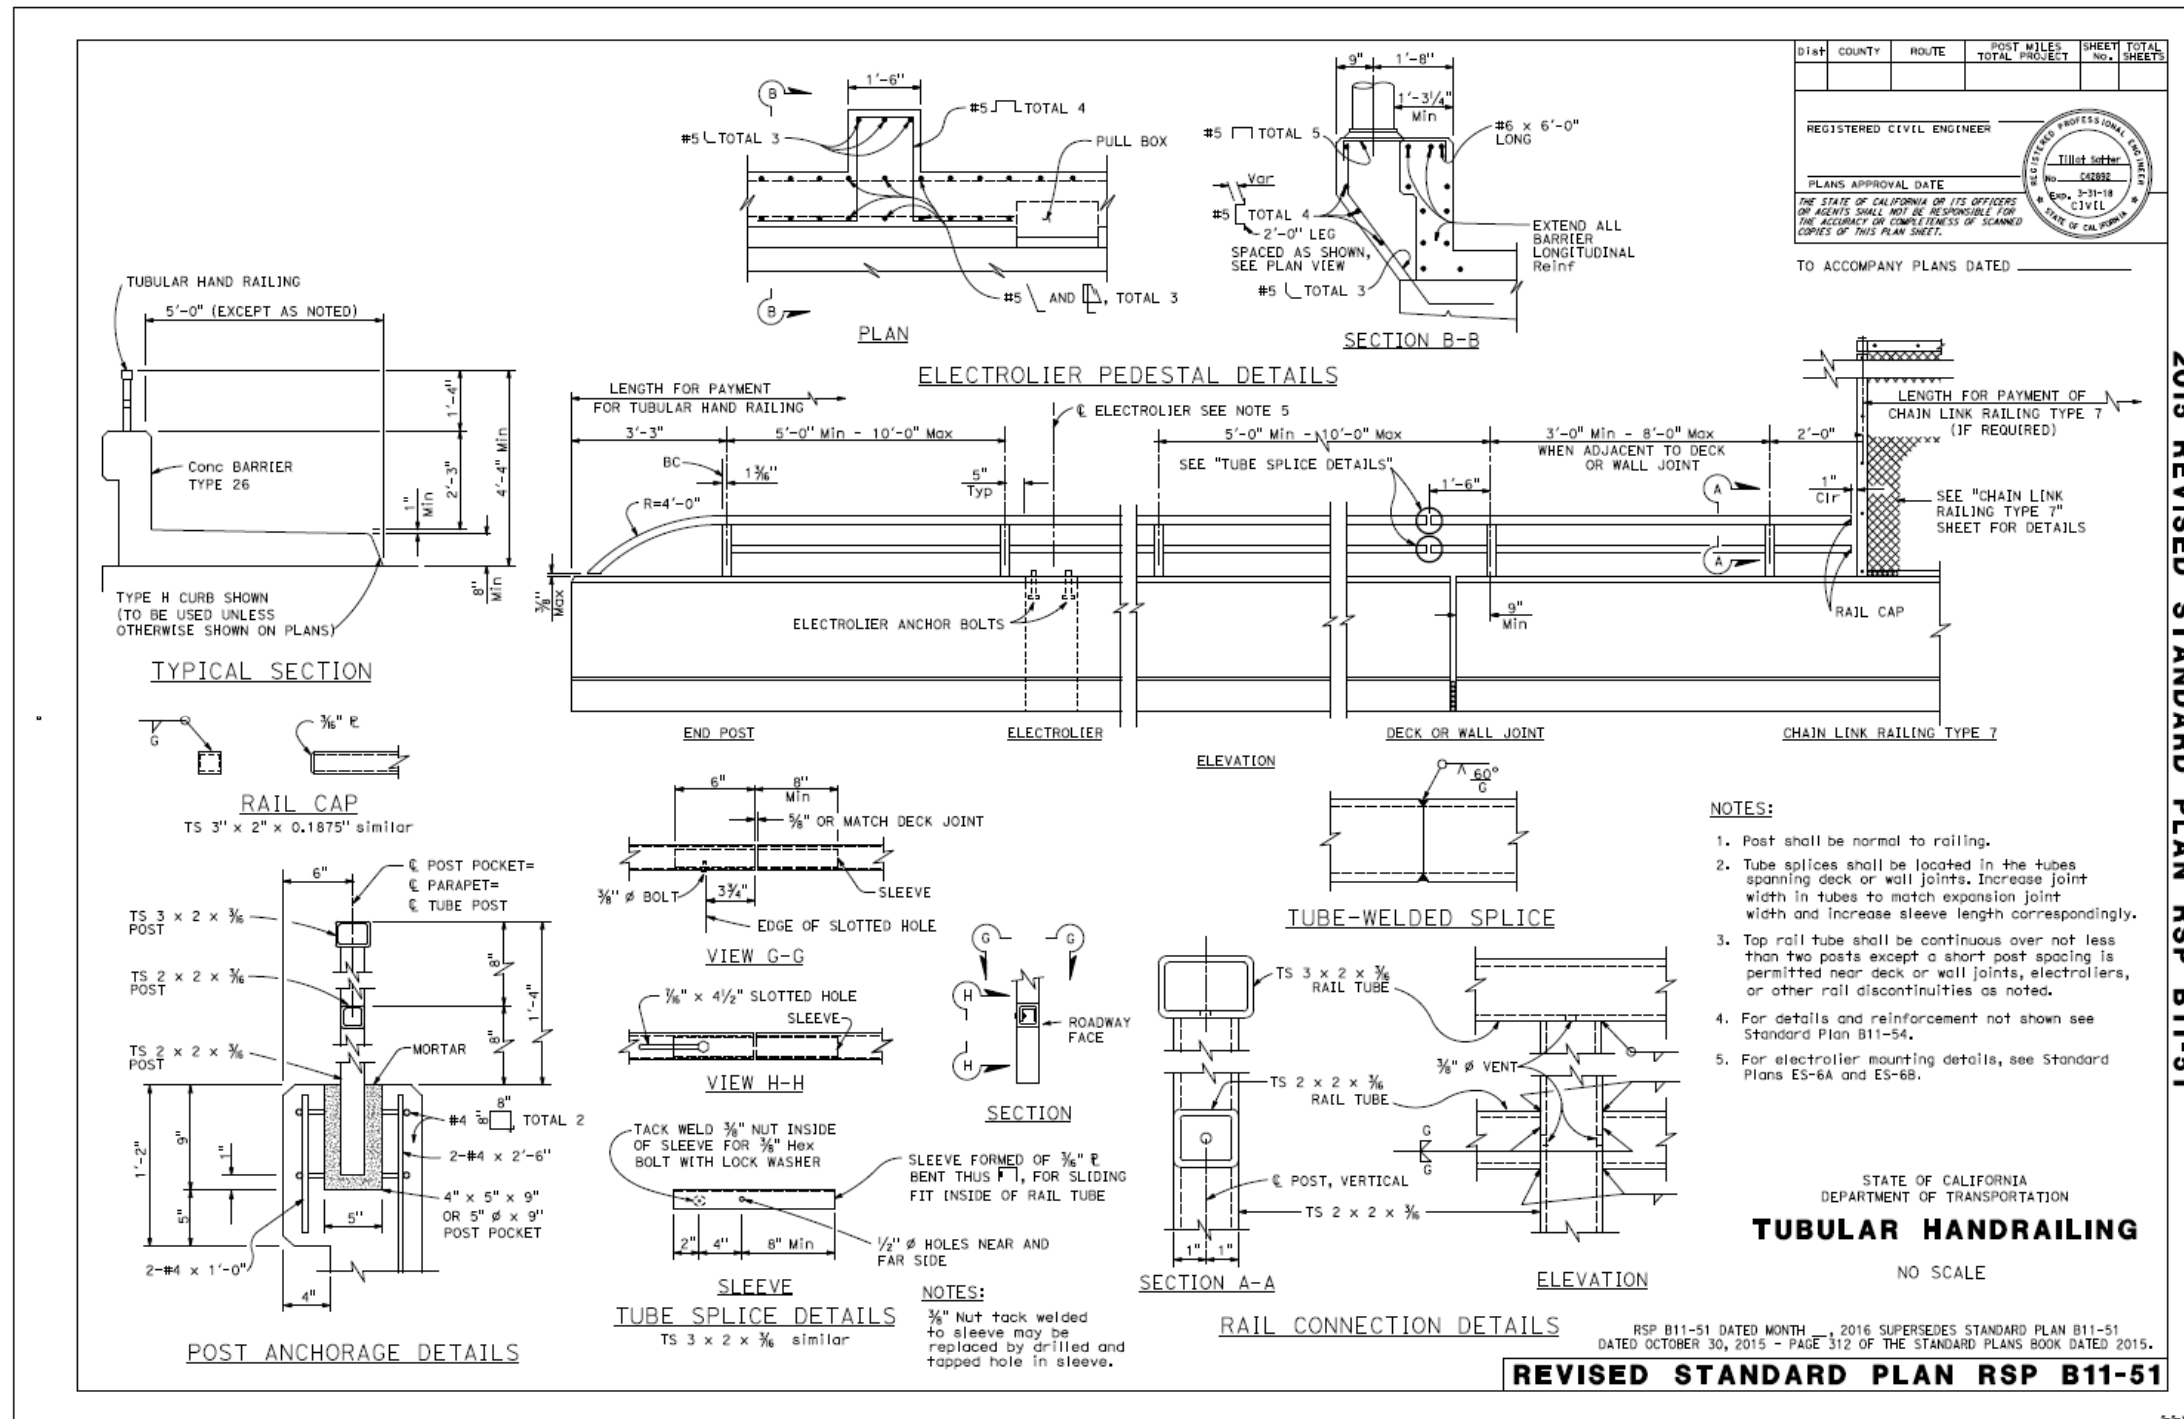 Dist COUNTY ROUTE POST MILES TOTAL PROJECT SHEET No. TOTAL SHEETS
REGISTERED CIVIL ENGINEER
PLANS APPROVAL DATE
THE STATE OF CALIFORNIA OR ITS OFFICERS
OR AGENTS SHALL NOT BE RESPONSIBLE FOR
THE ACCURACY OR COMPLETENESS OF SCANNED
COPIES OF THIS PLAN SHEET.
REGISTERED PROFESSIONAL ENGINEER
No. C42892
Exp. 3-31-18
CIVIL
STATE OF CALIFORNIA
TO ACCOMPANY PLANS DATED
B
1'-6"
#5 TOTAL 4
#5 TOTAL 3
PULL BOX
#5 AND , TOTAL 3
B
PLAN
9"
1'-8"
1'-3¼"
Min
#5 TOTAL 5
#6 x 6'-0"
LONG
Var
#5 TOTAL 4
2'-0" LEG
SPACED AS SHOWN,
SEE PLAN VIEW
#5 TOTAL 3
EXTEND ALL
BARRIER
LONGITUDINAL
Reinf
SECTION B-B
ELECTROLIER PEDESTAL DETAILS
TUBULAR HAND RAILING
5'-0" (EXCEPT AS NOTED)
1'-4"
2'-3"
4'-4" Min
1"
Min
8"
Min
Conc BARRIER
TYPE 26
TYPE H CURB SHOWN
(TO BE USED UNLESS
OTHERWISE SHOWN ON PLANS)
TYPICAL SECTION
LENGTH FOR PAYMENT
FOR TUBULAR HAND RAILING
3'-3"
5'-0" Min - 10'-0" Max
BC
1³⁄₁₆"
R=4'-0"
5"
Typ
℄ ELECTROLIER SEE NOTE 5
5'-0" Min - 10'-0" Max
SEE "TUBE SPLICE DETAILS"
1'-6"
3'-0" Min - 8'-0" Max
WHEN ADJACENT TO DECK
OR WALL JOINT
2'-0"
LENGTH FOR PAYMENT OF
CHAIN LINK RAILING TYPE 7
(IF REQUIRED)
A
A
1"
Clr
SEE "CHAIN LINK
RAILING TYPE 7"
SHEET FOR DETAILS
⅜"
Max
ELECTROLIER ANCHOR BOLTS
9"
Min
RAIL CAP
END POST
ELECTROLIER
DECK OR WALL JOINT
CHAIN LINK RAILING TYPE 7
ELEVATION
G
³⁄₁₆" ℄
RAIL CAP
TS 3" x 2" x 0.1875" similar
6"
℄ POST POCKET=
℄ PARAPET=
℄ TUBE POST
TS 3 x 2 x ³⁄₁₆
POST
TS 2 x 2 x ³⁄₁₆
POST
TS 2 x 2 x ³⁄₁₆
POST
8"
8"
1'-4"
MORTAR
1'-2"
9"
1"
5"
8"
#4 8" TOTAL 2
2-#4 x 2'-6"
4" x 5" x 9"
OR 5" ø x 9"
POST POCKET
5"
2-#4 x 1'-0"
4"
POST ANCHORAGE DETAILS
6"
8"
Min
⅝" OR MATCH DECK JOINT
⅜" ø BOLT
3¾"
SLEEVE
EDGE OF SLOTTED HOLE
VIEW G-G
⁷⁄₁₆" x 4½" SLOTTED HOLE
SLEEVE
VIEW H-H
G
G
H
H
ROADWAY
FACE
SECTION
TACK WELD ⅜" NUT INSIDE
OF SLEEVE FOR ⅜" Hex
BOLT WITH LOCK WASHER
SLEEVE FORMED OF ³⁄₁₆" ℄
BENT THUS , FOR SLIDING
FIT INSIDE OF RAIL TUBE
2"
4"
8" Min
½" ø HOLES NEAR AND
FAR SIDE
SLEEVE
TUBE SPLICE DETAILS
TS 3 x 2 x ³⁄₁₆ similar
NOTES:
⅜" Nut tack welded
to sleeve may be
replaced by drilled and
tapped hole in sleeve.
60°
G
TUBE-WELDED SPLICE
TS 3 x 2 x ³⁄₁₆
RAIL TUBE
⅜" ø VENT
TS 2 x 2 x ³⁄₁₆
RAIL TUBE
G
G
℄ POST, VERTICAL
TS 2 x 2 x ³⁄₁₆
1"
1"
SECTION A-A
ELEVATION
RAIL CONNECTION DETAILS
NOTES:
1. Post shall be normal to railing.
2. Tube splices shall be located in the tubes
spanning deck or wall joints. Increase joint
width in tubes to match expansion joint
width and increase sleeve length correspondingly.
3. Top rail tube shall be continuous over not less
than two posts except a short post spacing is
permitted near deck or wall joints, electroliers,
or other rail discontinuities as noted.
4. For details and reinforcement not shown see
Standard Plan B11-54.
5. For electrolier mounting details, see Standard
Plans ES-6A and ES-6B.
STATE OF CALIFORNIA
DEPARTMENT OF TRANSPORTATION
TUBULAR HANDRAILING
NO SCALE
RSP B11-51 DATED MONTH __, 2016 SUPERSEDES STANDARD PLAN B11-51
DATED OCTOBER 30, 2015 - PAGE 312 OF THE STANDARD PLANS BOOK DATED 2015.
REVISED STANDARD PLAN RSP B11-51
2015 REVISED STANDARD PLAN RSP B11-51